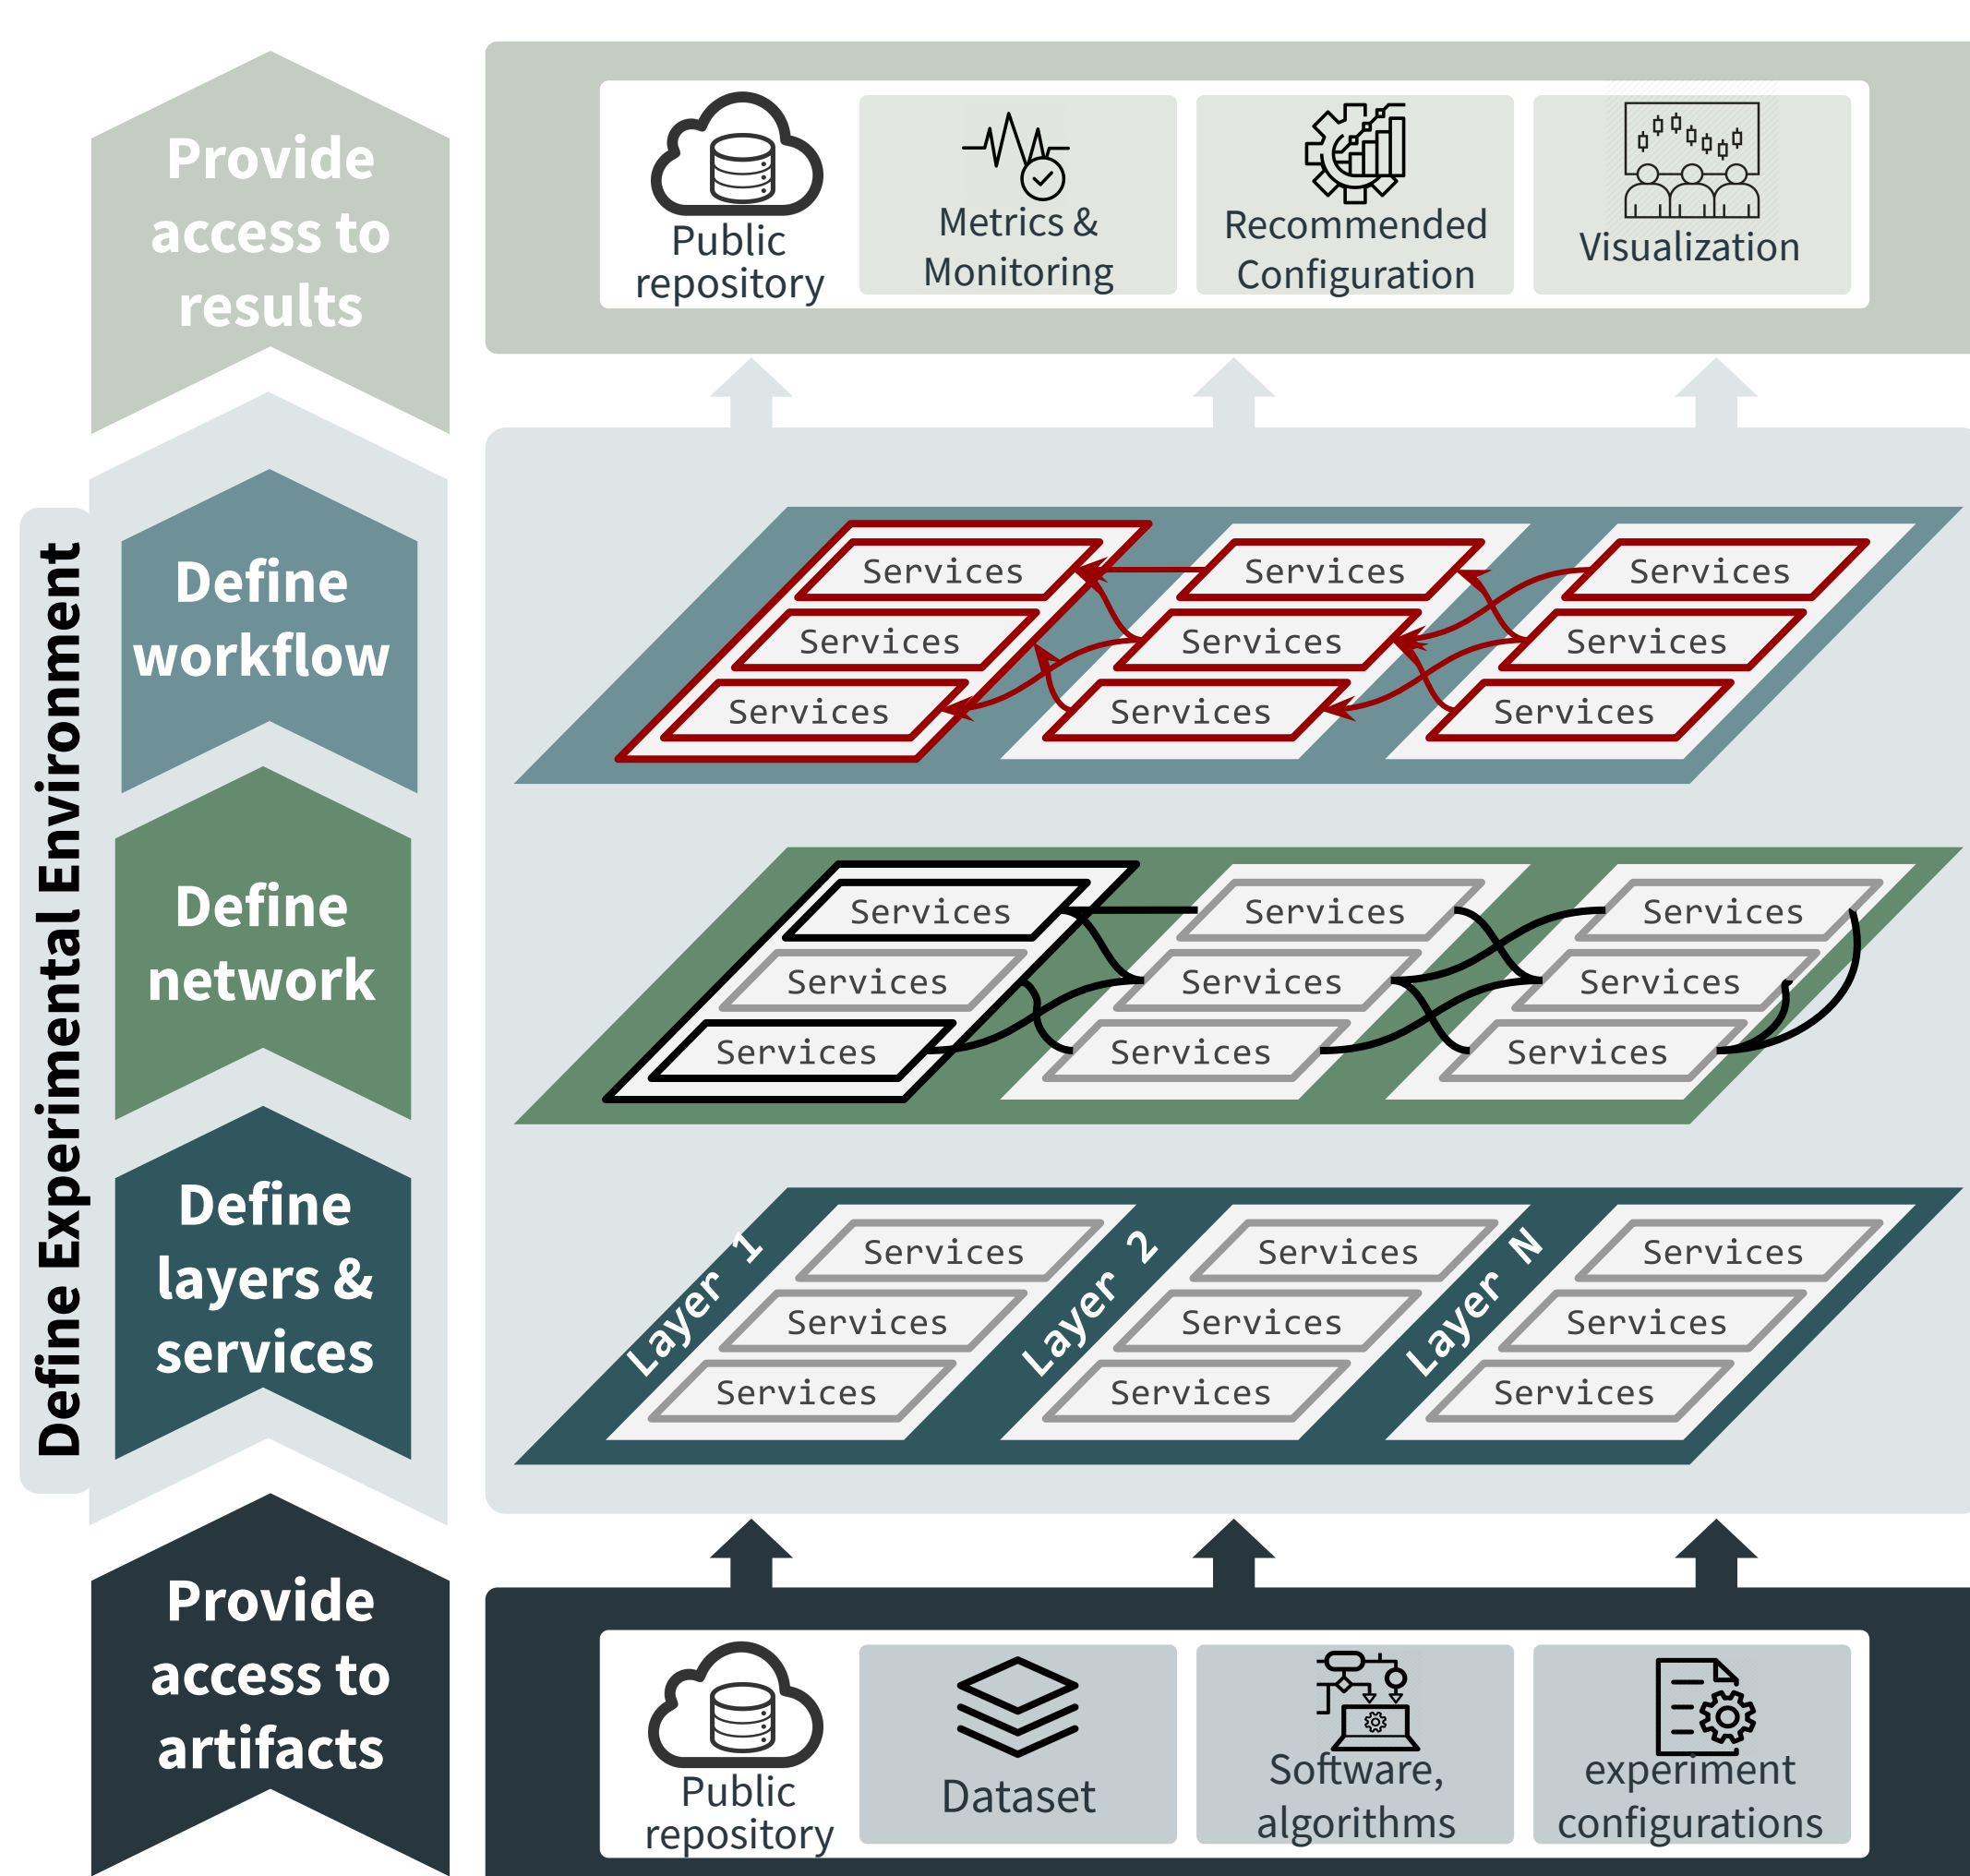 Provide
access to
results
Public
repository
Metrics &
Monitoring
Recommended
Configuration
Visualization
Define Experimental Environment
Define
workflow
Services
Services
Services
Services
Services
Services
Services
Services
Services
Define
network
Services
Services
Services
Services
Services
Services
Services
Services
Services
Define
layers &
services
Layer 1
Services
Services
Services
Layer 2
Services
Services
Services
Layer N
Services
Services
Services
Provide
access to
artifacts
Public
repository
Dataset
Software,
algorithms
experiment
configurations